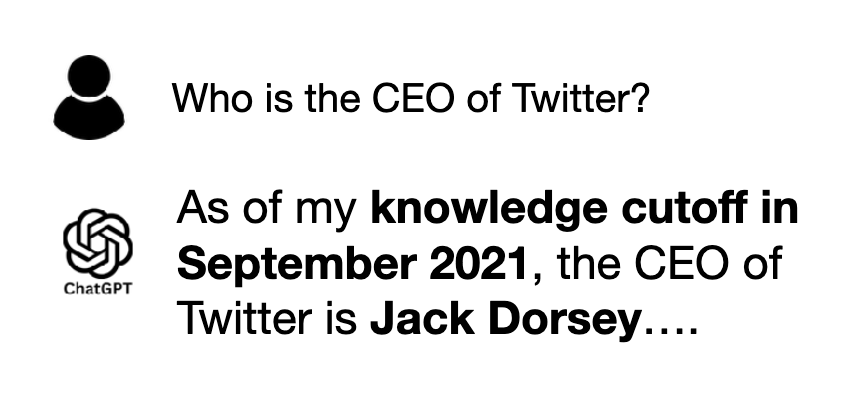 Who is the CEO of Twitter?
As of my knowledge cutoff in
September 2021, the CEO of
ChatGPT
Twitter is Jack Dorsey....